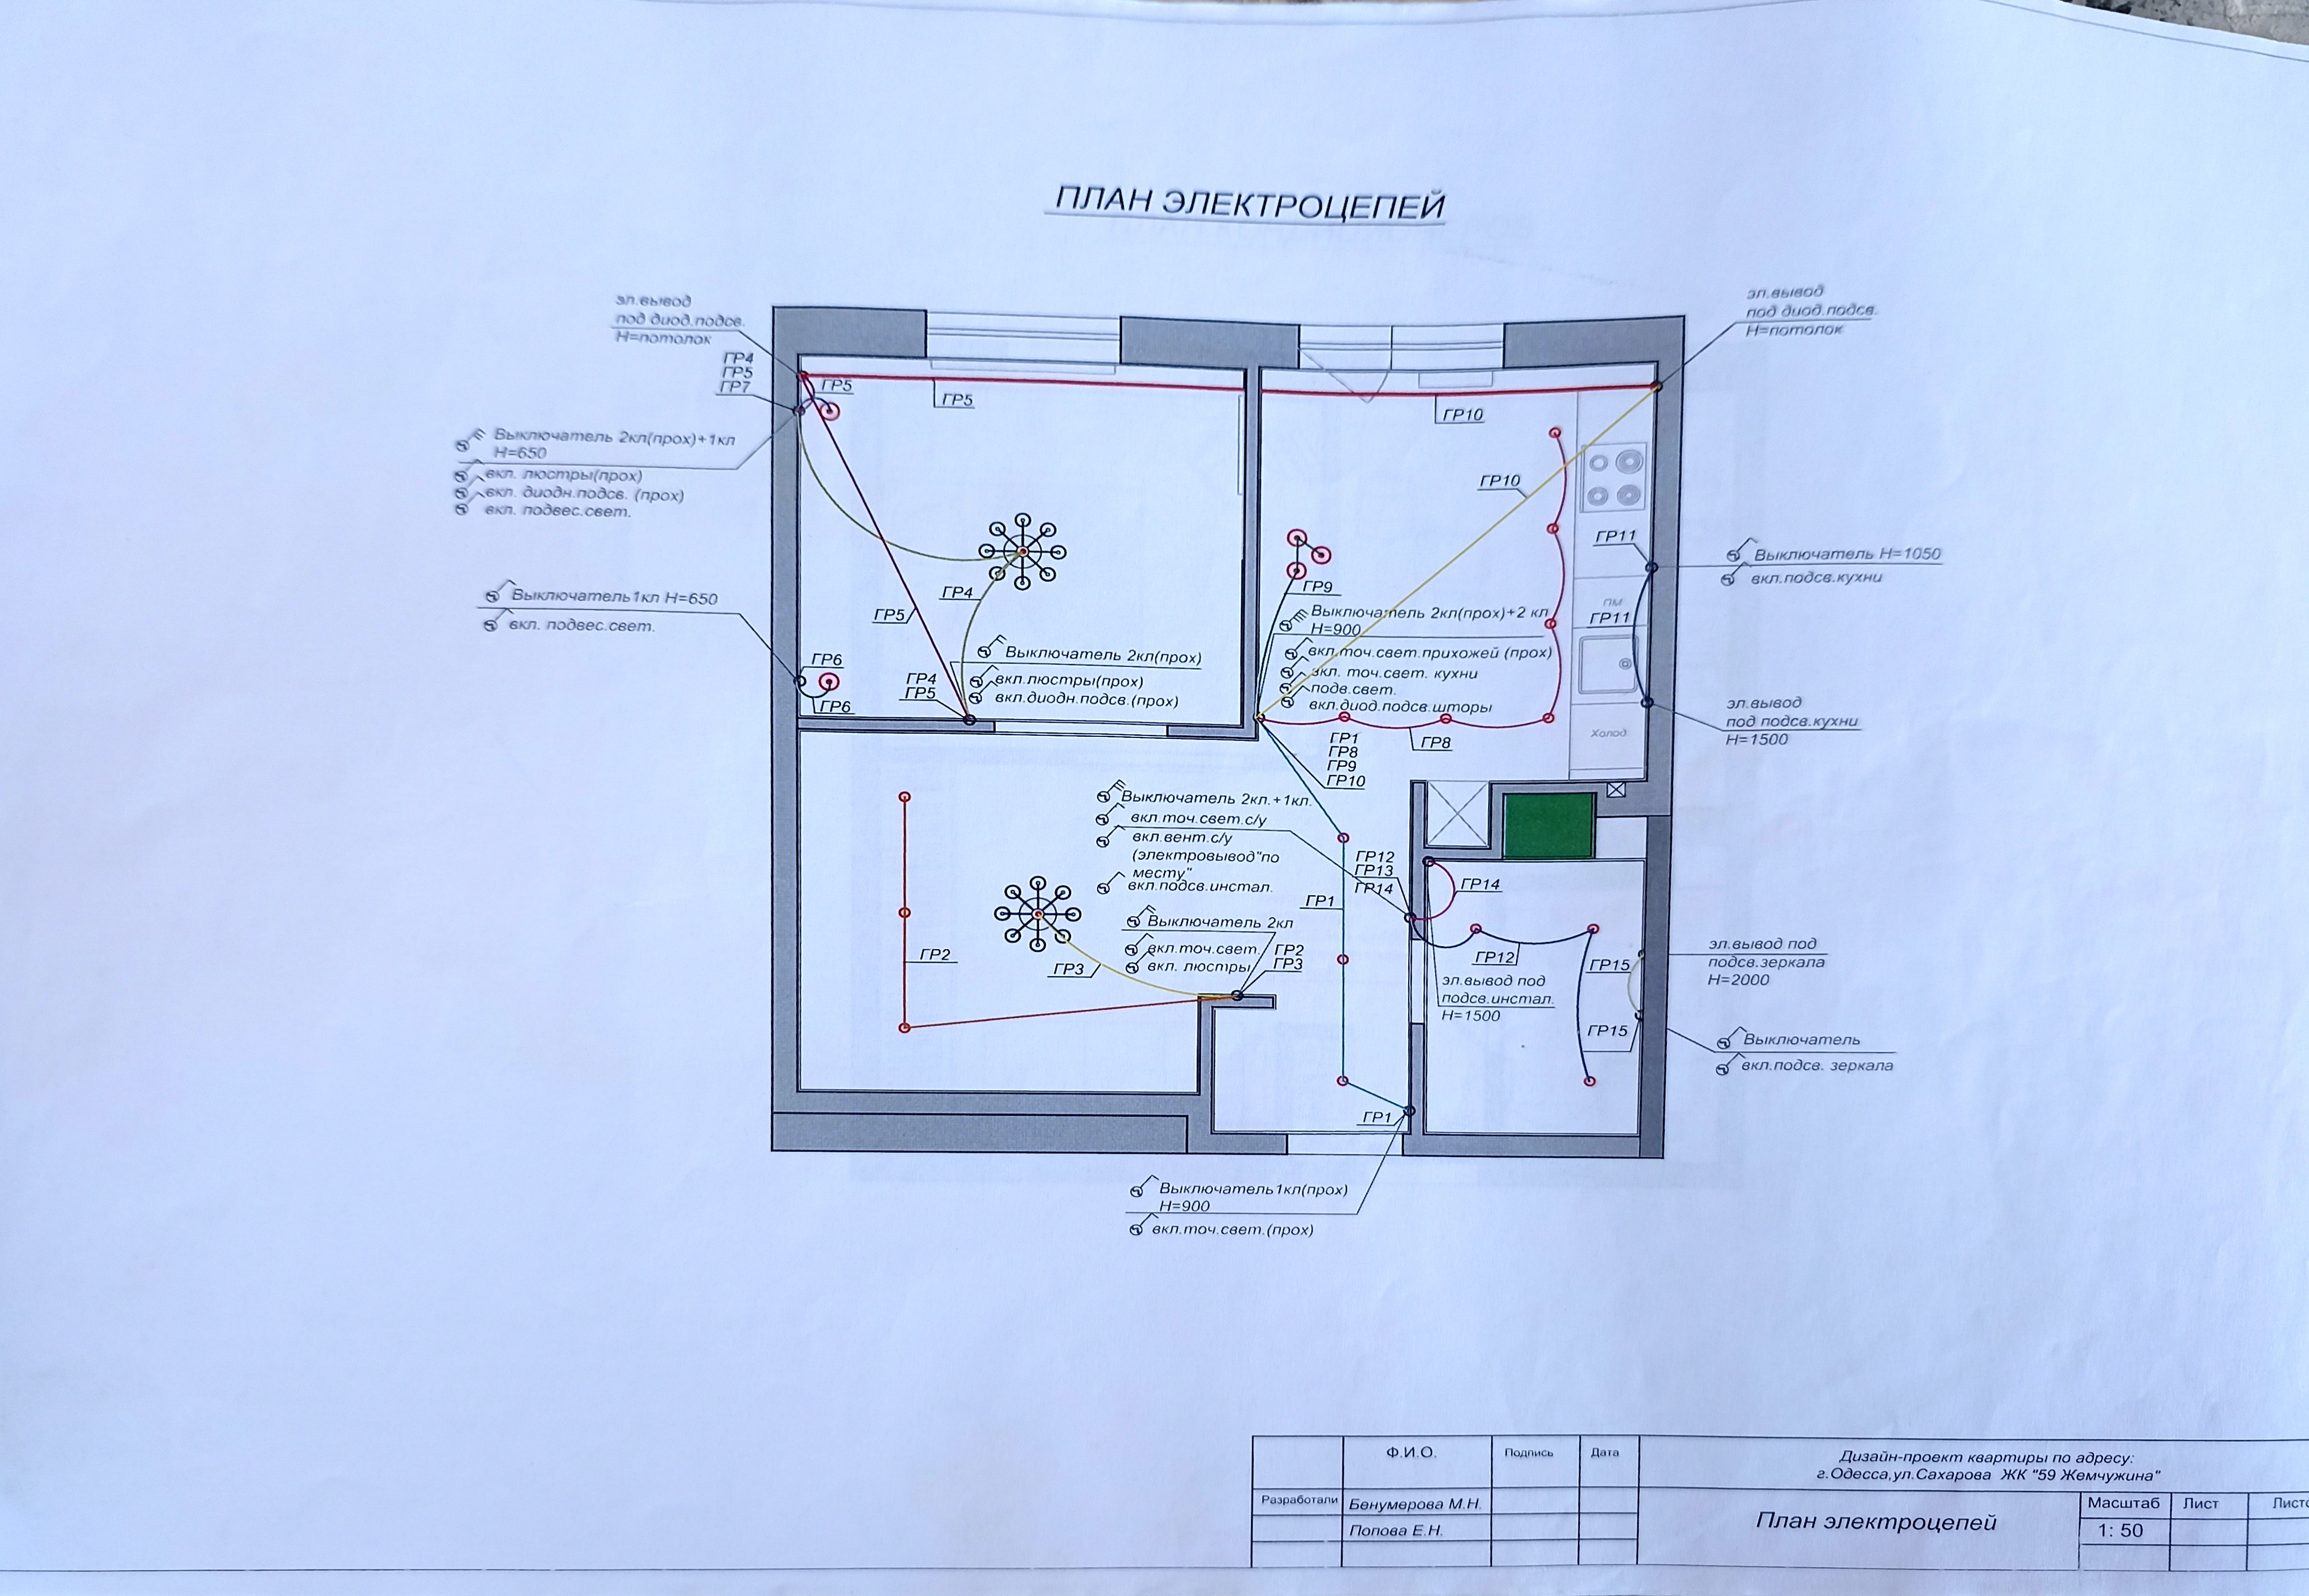 ПЛАН ЭЛЕКТРОЦЕПЕЙ
эл.вывод
под диод.подсв.
Н=потолок
эл.вывод
под диод.подсв.
Н=потолок
ГР4
ГР5
ГР7
ГР5
ГР5
ГР10
Выключатель 2кл(прох)+1кл
Н=650
вкл. люстры(прох)
вкл. диодн.подсв. (прох)
вкл. подвес.свет.
ГР10
ГР11
Выключатель Н=1050
вкл.подсв.кухни
Выключатель1кл Н=650
вкл. подвес.свет.
ГР4
ГР5
ГР9
ПМ
ГР11
Выключатель 2кл(прох)+2 кл
Н=900
вкл.точ.свет.прихожей (прох)
вкл. точ.свет. кухни
подв.свет.
вкл.диод.подсв.шторы
Выключатель 2кл(прох)
вкл.люстры(прох)
вкл.диодн.подсв.(прох)
ГР6
ГР6
ГР4
ГР5
эл.вывод
под подсв.кухни
Н=1500
Холод.
ГР1
ГР8
ГР9
ГР10
ГР8
Выключатель 2кл.+1кл.
вкл.точ.свет.с/у
вкл.вент.с/у
(электровывод"по
месту"
вкл.подсв.инстал.
ГР12
ГР13
ГР14
ГР14
ГР1
Выключатель 2кл
вкл.точ.свет.
вкл. люстры
ГР2
ГР3
ГР2
ГР3
ГР12
эл.вывод под
подсв.инстал.
Н=1500
ГР15
ГР15
эл.вывод под
подсв.зеркала
Н=2000
Выключатель
вкл.подсв. зеркала
ГР1
Выключатель1кл(прох)
Н=900
вкл.точ.свет.(прох)
Ф.И.О.
Подпись
Дата
Дизайн-проект квартиры по адресу:
г.Одесса,ул.Сахарова ЖК "59 Жемчужина"
Разработали
Бенумерова М.Н.
Попова Е.Н.
План электроцепей
Масштаб
Лист
1: 50